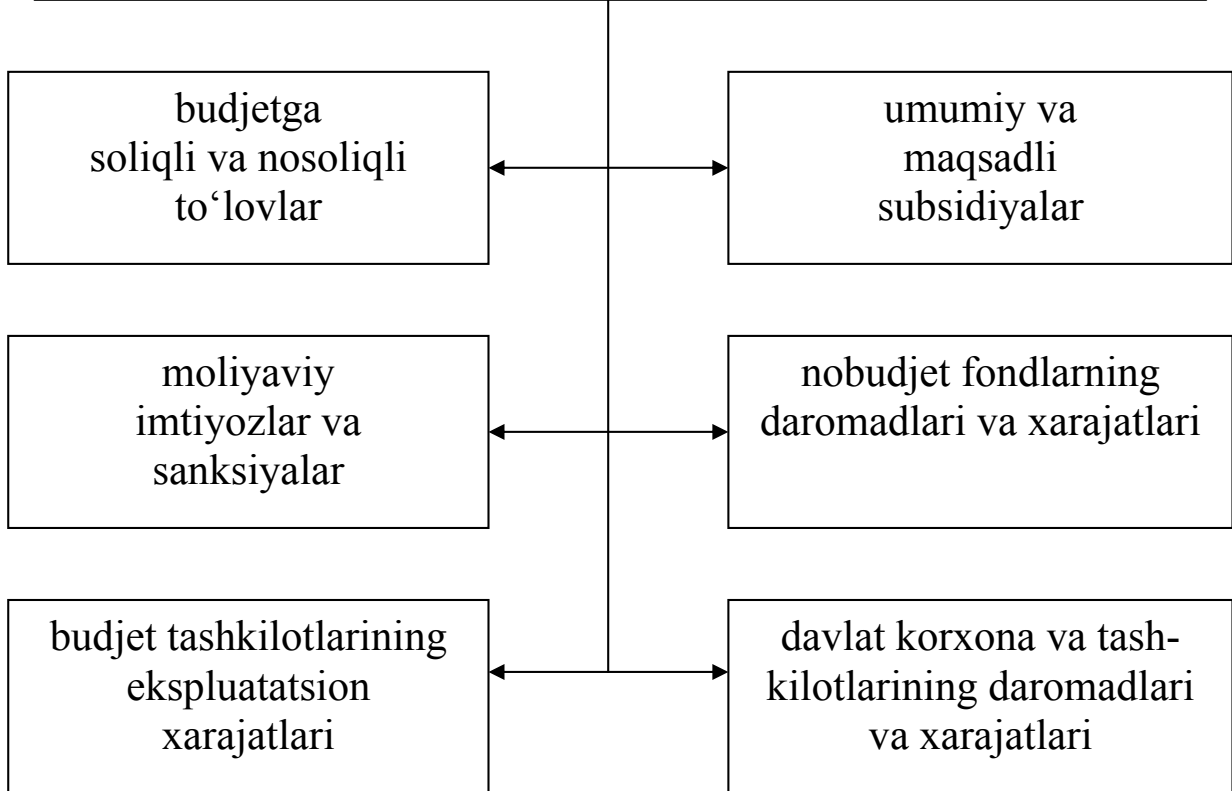 budjetga
soliqli va nosoliqli
to‘lovlar
umumiy va
maqsadli
subsidiyalar
moliyaviy
imtiyozlar va
sanksiyalar
nobudjet fondlarning
daromadlari va xarajatlari
budjet tashkilotlarining
ekspluatatsion
xarajatlari
davlat korxona va tash-
kilotlarining daromadlari
va xarajatlari